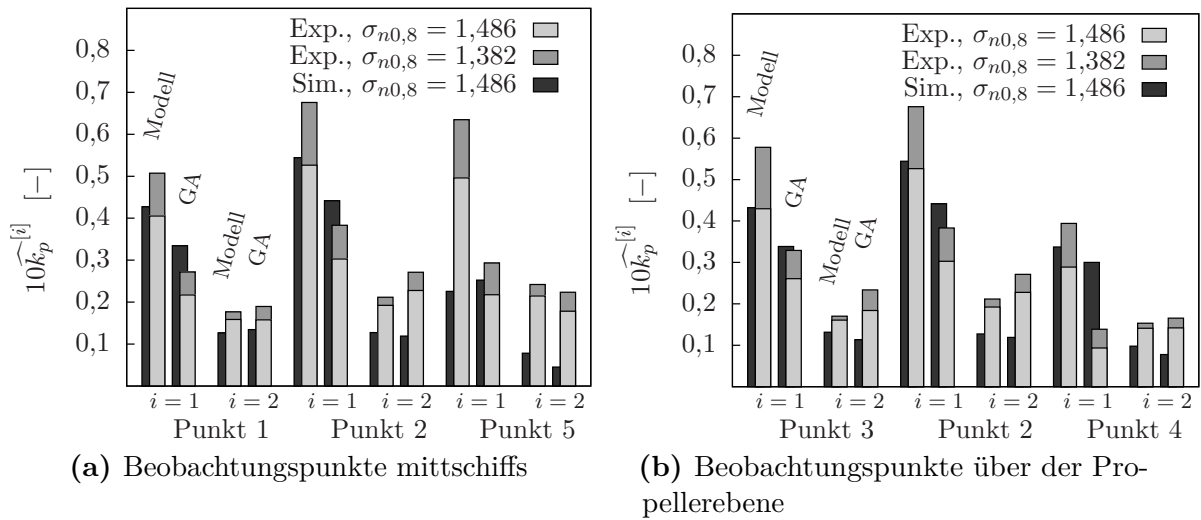 Exp., σn0,8 = 1,486
Exp., σn0,8 = 1,382
Sim., σn0,8 = 1,486
0,8
0,7
0,6
0,5
0,4
0,3
0,2
0,1
10k̂p[i] [−]
Modell
GA
Modell
GA
i = 1
i = 2
i = 1
i = 2
i = 1
i = 2
Punkt 1
Punkt 2
Punkt 5
(a) Beobachtungspunkte mittschiffs
Exp., σn0,8 = 1,486
Exp., σn0,8 = 1,382
Sim., σn0,8 = 1,486
0,8
0,7
0,6
0,5
0,4
0,3
0,2
0,1
10k̂p[i] [−]
Modell
GA
Modell
GA
i = 1
i = 2
i = 1
i = 2
i = 1
i = 2
Punkt 3
Punkt 2
Punkt 4
(b) Beobachtungspunkte über der Pro-
pellerebene